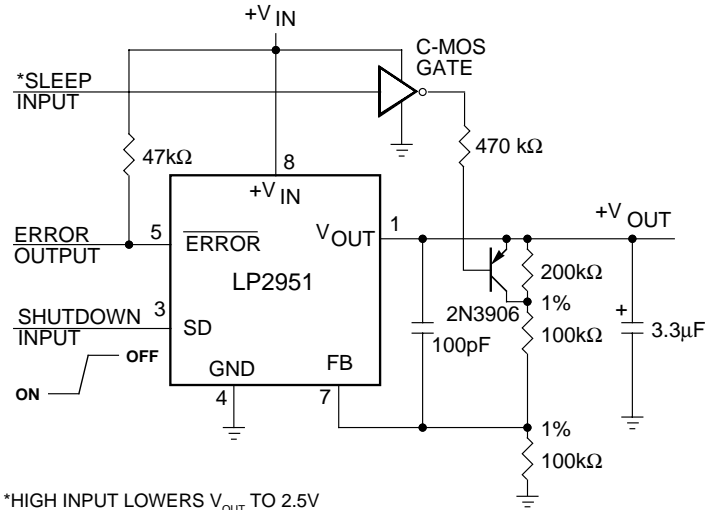 +V IN
C-MOS
GATE
*SLEEP
INPUT
47kΩ
470 kΩ
8
+V IN
ERROR
OUTPUT
5
ERROR
V OUT
1
+V OUT
LP2951
200kΩ
SHUTDOWN
INPUT
3
SD
2N3906
1%
100kΩ
100pF
+
3.3µF
OFF
ON
GND
FB
4
7
1%
100kΩ
*HIGH INPUT LOWERS VOUT TO 2.5V